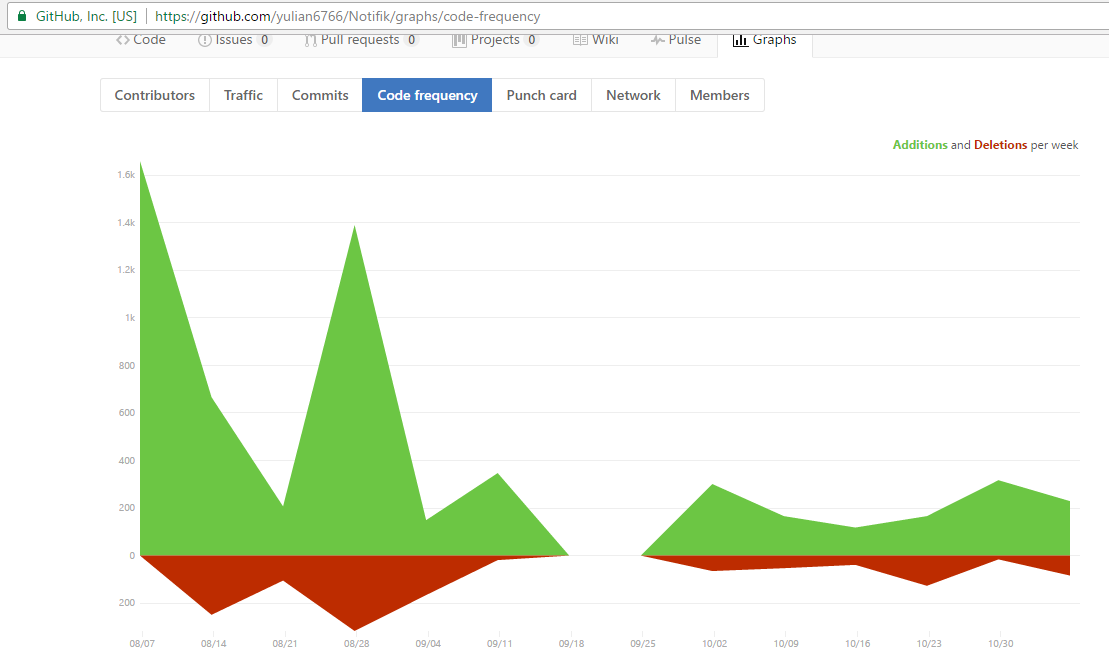 GitHub, Inc. [US] | https://github.com/yulian6766/Notifik/graphs/code-frequency
Code Issues 0 Pull requests 0 Projects 0 Wiki Pulse Graphs
Contributors Traffic Commits Code frequency Punch card Network Members
Additions and Deletions per week
1.6k
1.4k
1.2k
1k
800
600
400
200
0
200
08/07 08/14 08/21 08/28 09/04 09/11 09/18 09/25 10/02 10/09 10/16 10/23 10/30